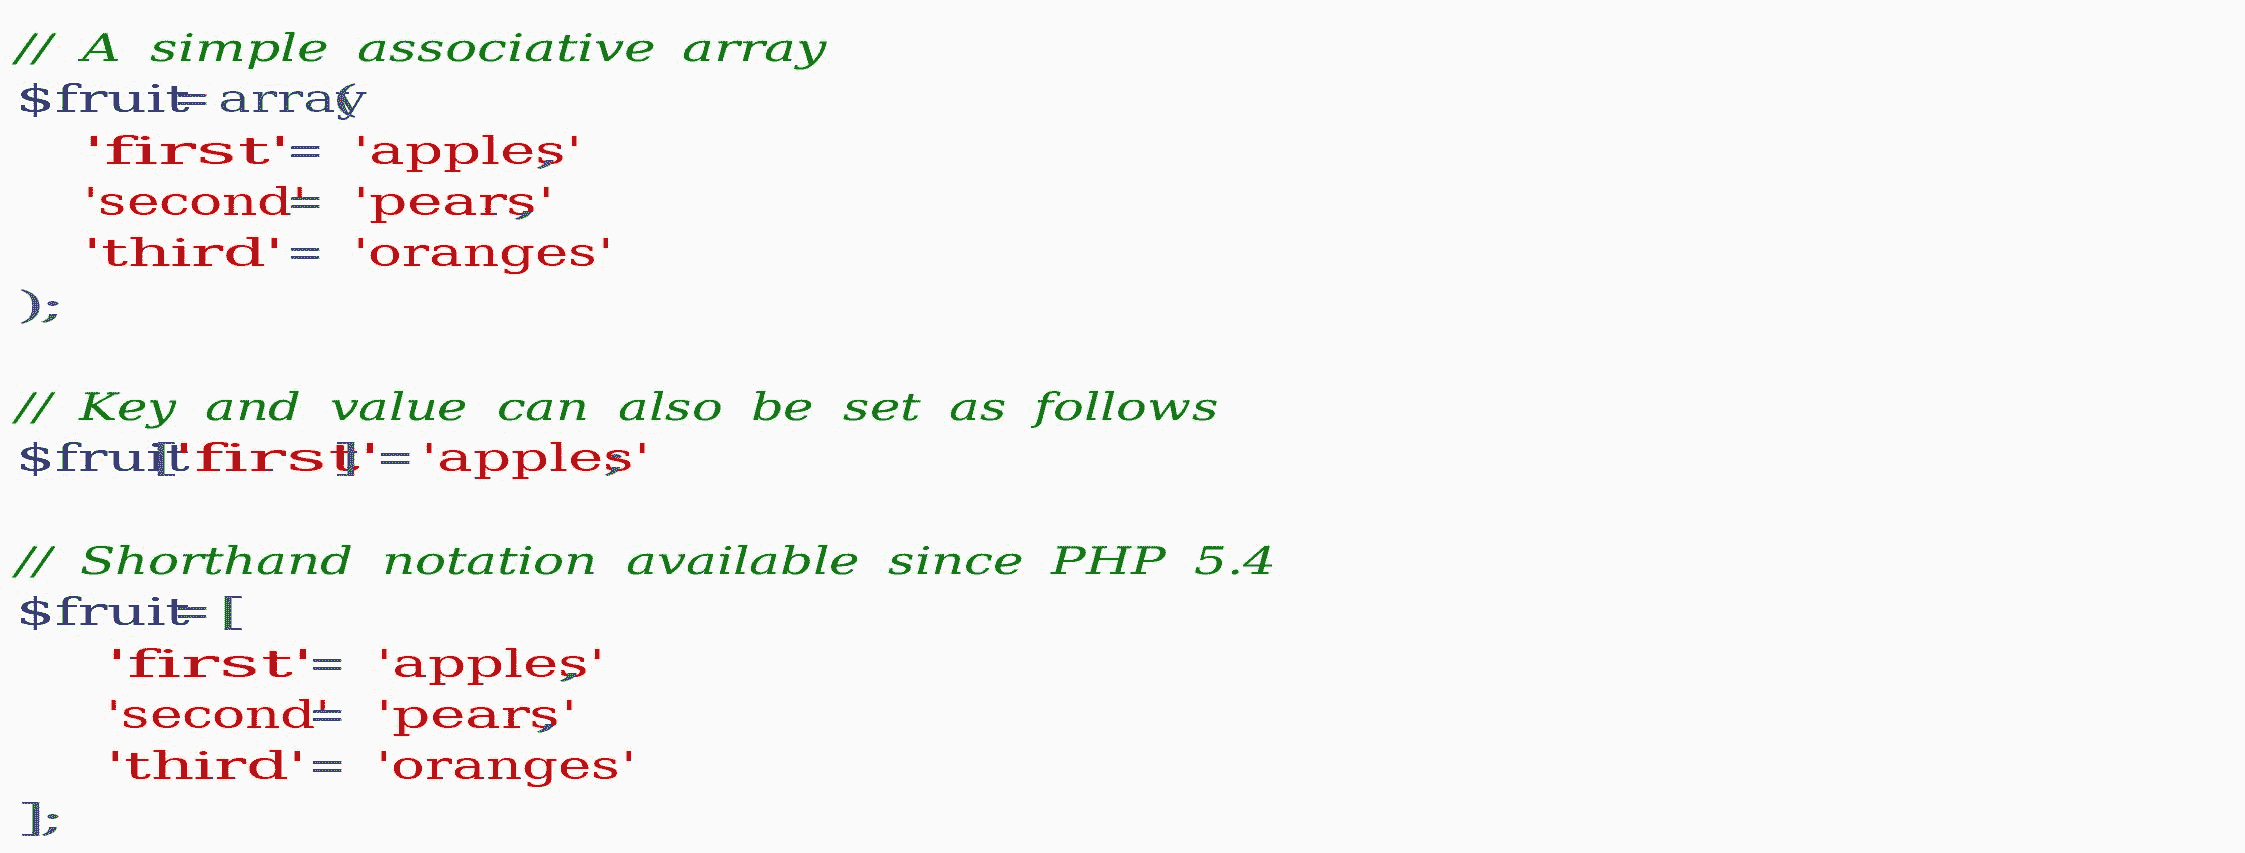 // A simple associative array
$fruit = array(
'first' = 'apples',
'second' = 'pears',
'third' = 'oranges'
);
// Key and value can also be set as follows
$fruit['first'] = 'apples';
// Shorthand notation available since PHP 5.4
$fruit = [
'first' = 'apples',
'second' = 'pears',
'third' = 'oranges'
];